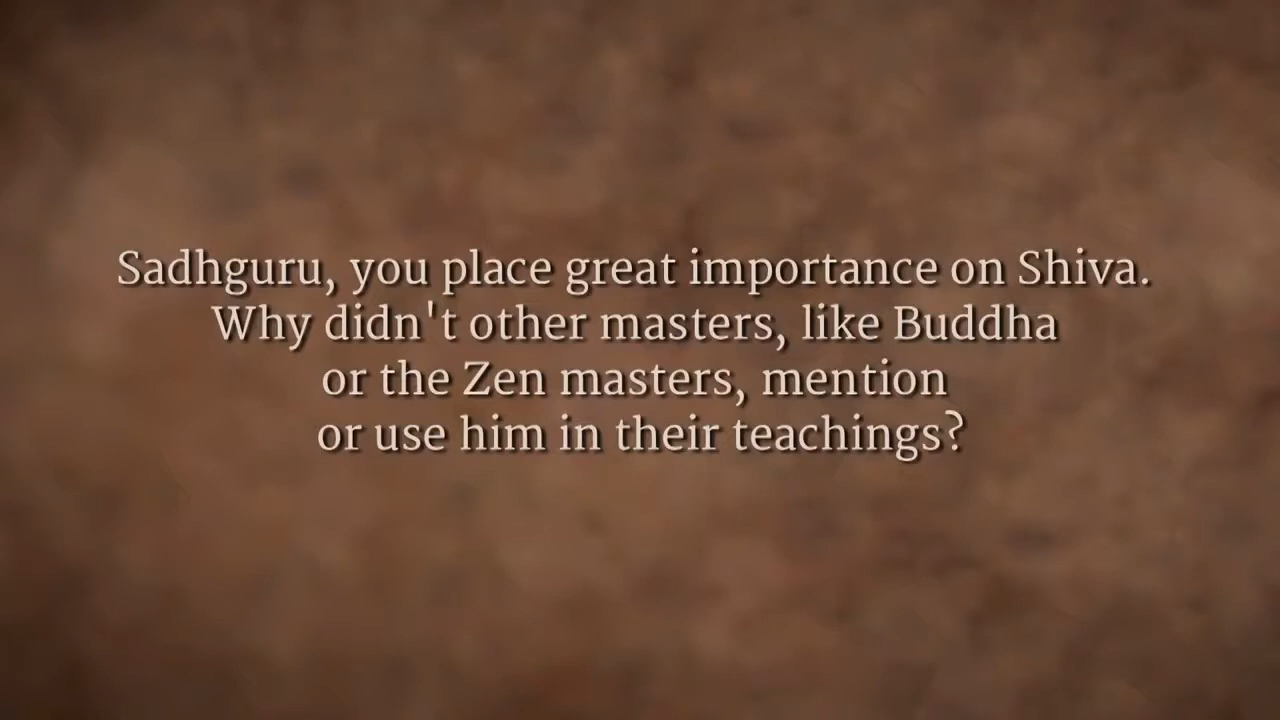 Sadhguru, you place great importance on Shiva.
Why didn't other masters, like Buddha
or the Zen masters, mention
or use him in their teachings?